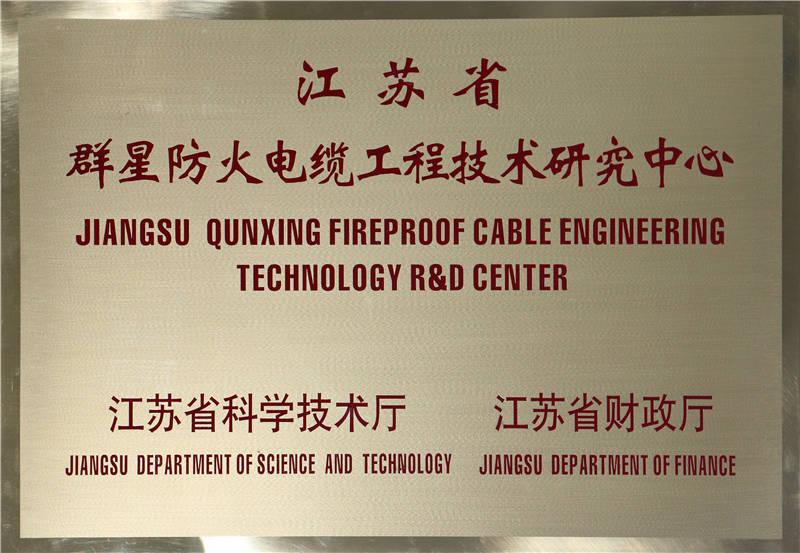 江苏省
群星防火电缆工程技术研究中心
JIANGSU QUNXING FIREPROOF CABLE ENGINEERING
TECHNOLOGY R&D CENTER
江苏省科学技术厅 江苏省财政厅
JIANGSU DEPARTMENT OF SCIENCE AND TECHNOLOGY JIANGSU DEPARTMENT OF FINANCE